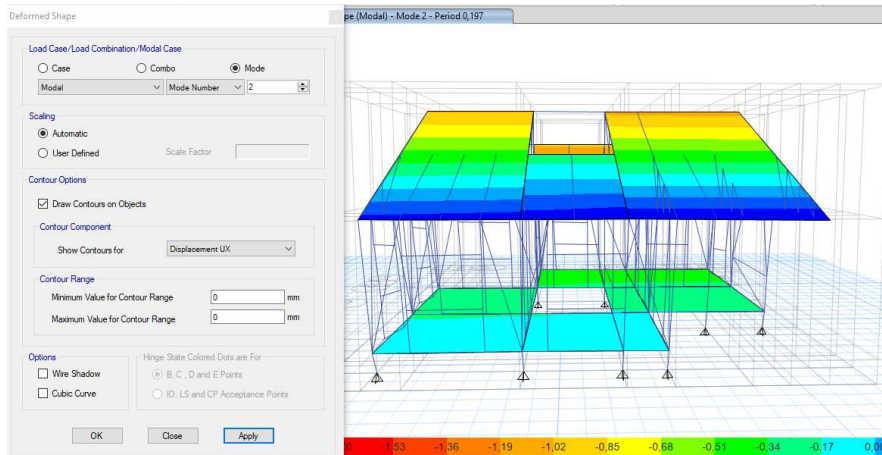 Deformed Shape
pe (Modal) - Mode 2 - Period 0,197
Load Case/Load Combination/Modal Case
Case Combo Mode
Modal Mode Number 2
Scaling
Automatic
User Defined Scale Factor
Contour Options
Draw Contours on Objects
Contour Component
Show Contours for Displacement UX
Contour Range
Minimum Value for Contour Range 0 mm
Maximum Value for Contour Range 0 mm
Options
Wire Shadow
Cubic Curve
Hinge State Colored Dots are For
B, C, D and E Points
IO, LS and CP Acceptance Points
OK Close Apply
0 -1,53 -1,36 -1,19 -1,02 -0,85 -0,68 -0,51 -0,34 -0,17